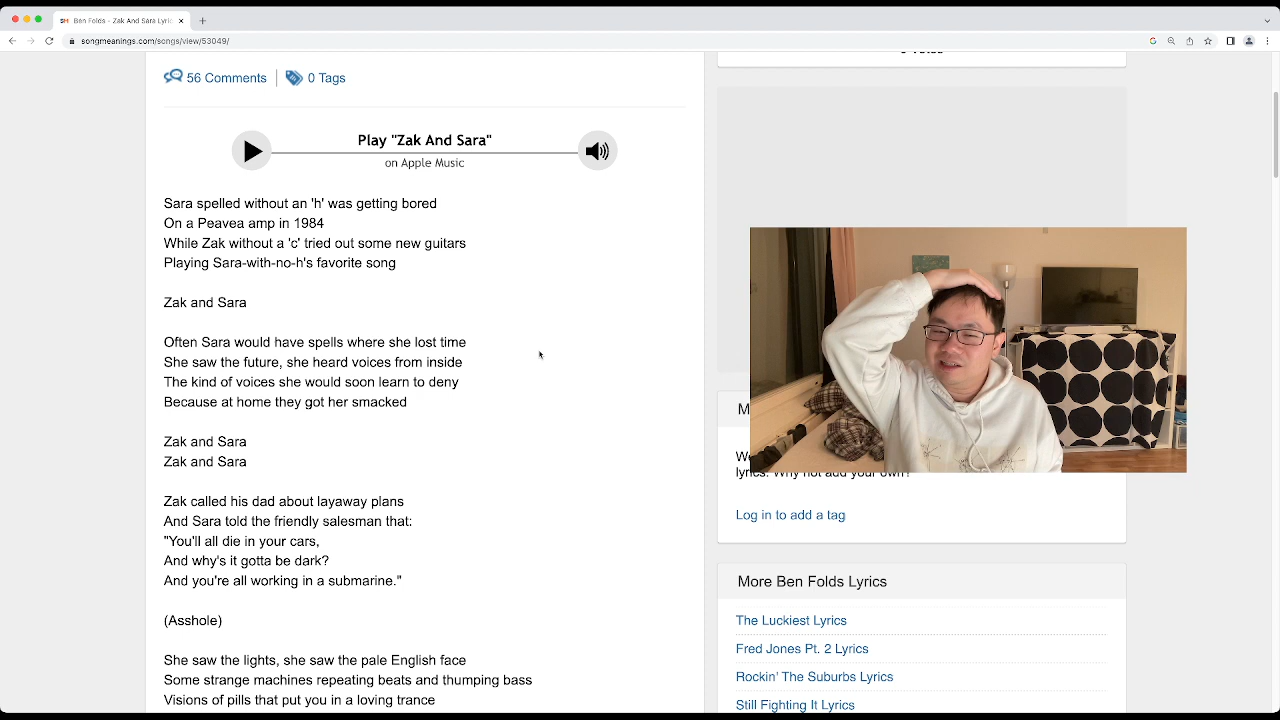 Ben Folds - Zak And Sara Lyric
songmeanings.com/songs/view/53049/
56 Comments
0 Tags
Play "Zak And Sara"
on Apple Music
Sara spelled without an 'h' was getting bored
On a Peavea amp in 1984
While Zak without a 'c' tried out some new guitars
Playing Sara-with-no-h's favorite song
Zak and Sara
Often Sara would have spells where she lost time
She saw the future, she heard voices from inside
The kind of voices she would soon learn to deny
Because at home they got her smacked
Zak and Sara
Zak and Sara
Zak called his dad about layaway plans
And Sara told the friendly salesman that:
"You'll all die in your cars,
And why's it gotta be dark?
And you're all working in a submarine."
(Asshole)
She saw the lights, she saw the pale English face
Some strange machines repeating beats and thumping bass
Visions of pills that put you in a loving trance
M
We
Log in to add a tag
More Ben Folds Lyrics
The Luckiest Lyrics
Fred Jones Pt. 2 Lyrics
Rockin' The Suburbs Lyrics
Still Fighting It Lyrics